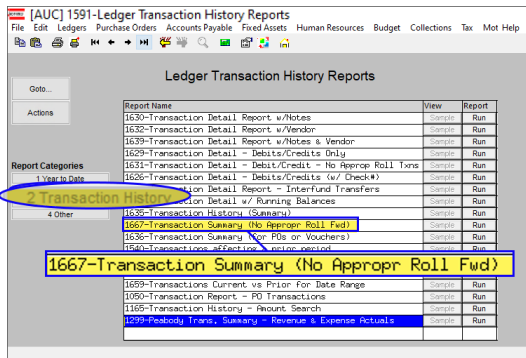 [AUC] 1591-Ledger Transaction History Reports
File Edit Ledgers Purchase Orders Accounts Payable Fixed Assets Human Resources Budget Collections Tax Mot Help
Ledger Transaction History Reports
Goto...
Actions
Report Categories
1 Year to Date
2 Transaction History
4 Other
Report Name View Report
1630-Transaction Detail Report w/Notes Sample Run
1632-Transaction Detail Report w/Vendor Sample Run
1639-Transaction Detail Report w/Notes & Vendor Sample Run
1629-Transaction Detail - Debits/Credits Only Sample Run
1631-Transaction Detail - Debit/Credit - No Approp Roll Txns Sample Run
1626-Transaction Detail - Debits/Credits (w/ Check#) Sample Run
Detail Report - Interfund Transfers Sample Run
Detail w/ Running Balances Sample Run
1635-Transaction History (Summary) Sample Run
1667-Transaction Summary (No Appropr Roll Fwd) Sample Run
1636-Transaction Summary (for POs or Vouchers) Sample Run
1540-Transactions affecting a prior period Sample Run
1667-Transaction Summary (No Appropr Roll Fwd)
1659-Transactions Current vs Prior for Date Range Sample Run
1050-Transaction Report - PO Transactions Sample Run
1165-Transaction History - Amount Search Sample Run
1299-Peabody Trans. Summary - Revenue & Expense Actuals Sample Run